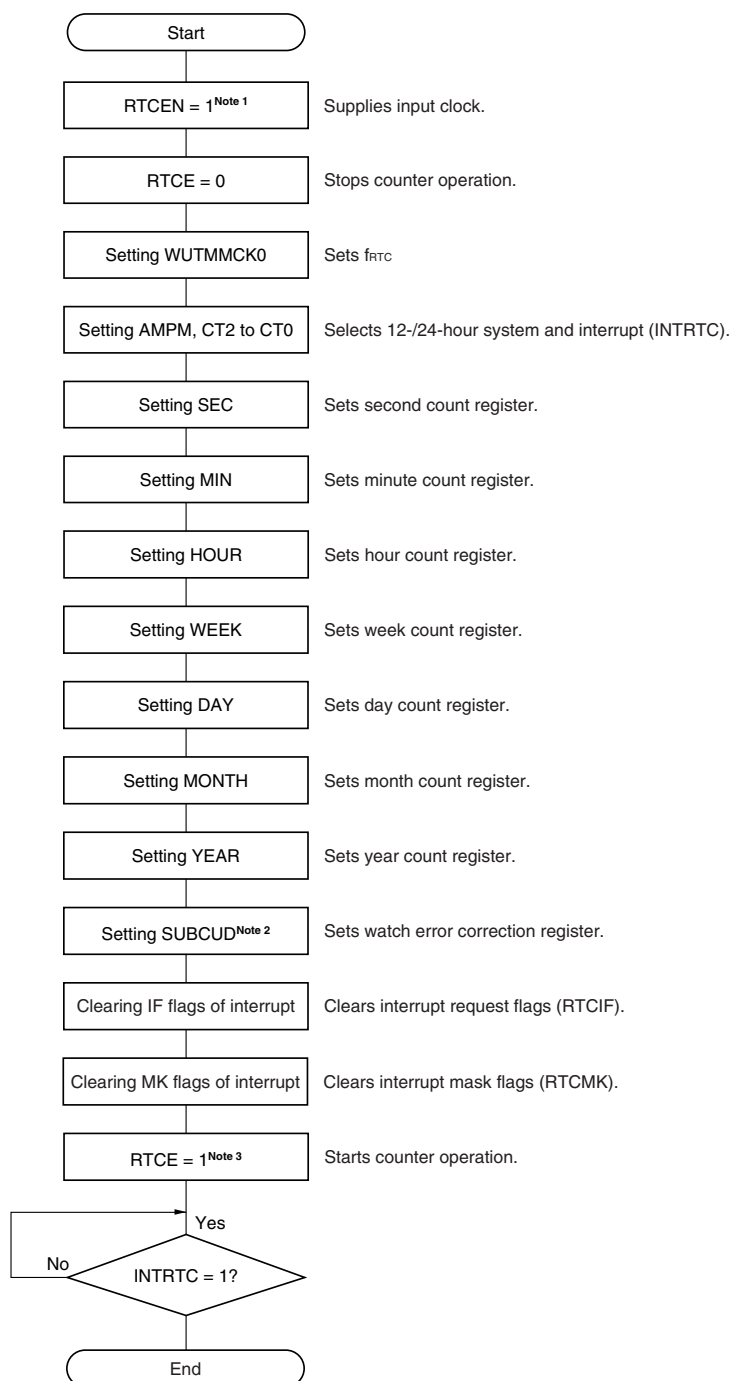 Start
RTCEN = 1Note 1 Supplies input clock.
RTCE = 0 Stops counter operation.
Setting WUTMMCK0 Sets fRTC
Setting AMPM, CT2 to CT0 Selects 12-/24-hour system and interrupt (INTRTC).
Setting SEC Sets second count register.
Setting MIN Sets minute count register.
Setting HOUR Sets hour count register.
Setting WEEK Sets week count register.
Setting DAY Sets day count register.
Setting MONTH Sets month count register.
Setting YEAR Sets year count register.
Setting SUBCUDNote 2 Sets watch error correction register.
Clearing IF flags of interrupt Clears interrupt request flags (RTCIF).
Clearing MK flags of interrupt Clears interrupt mask flags (RTCMK).
RTCE = 1Note 3 Starts counter operation.
Yes
No
INTRTC = 1?
End